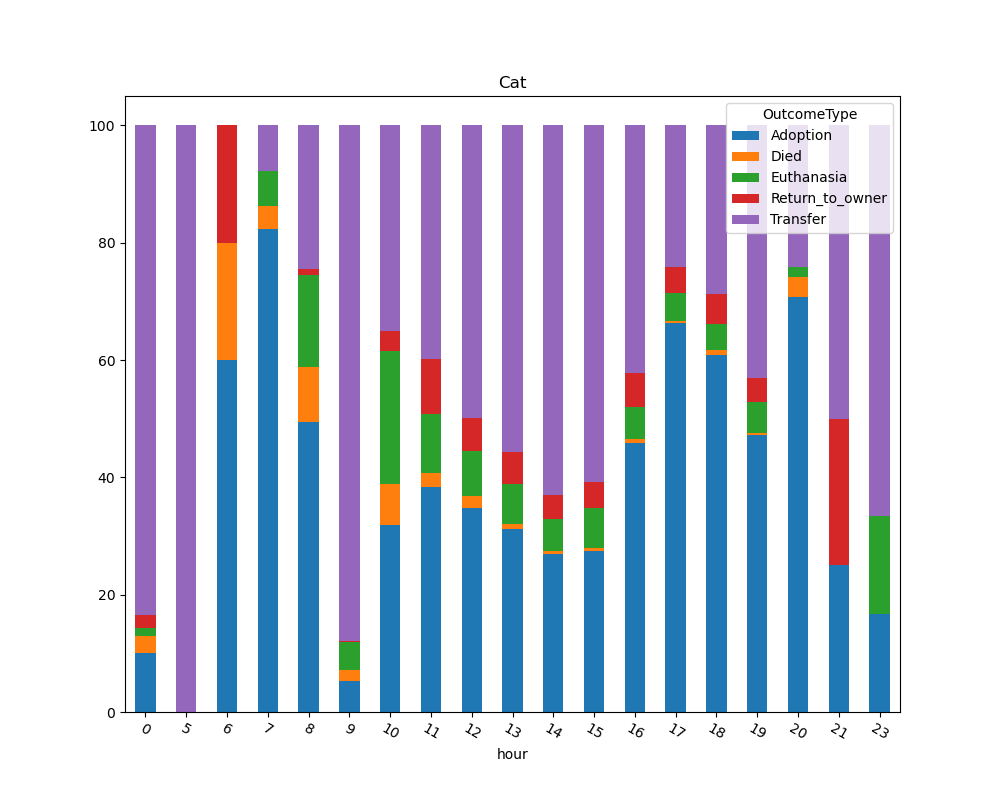 Cat
OutcomeType
Adoption
Died
Euthanasia
Return_to_owner
Transfer
100
80
60
40
20
0
0 5 6 7 8 9 10 11 12 13 14 15 16 17 18 19 20 21 23
hour